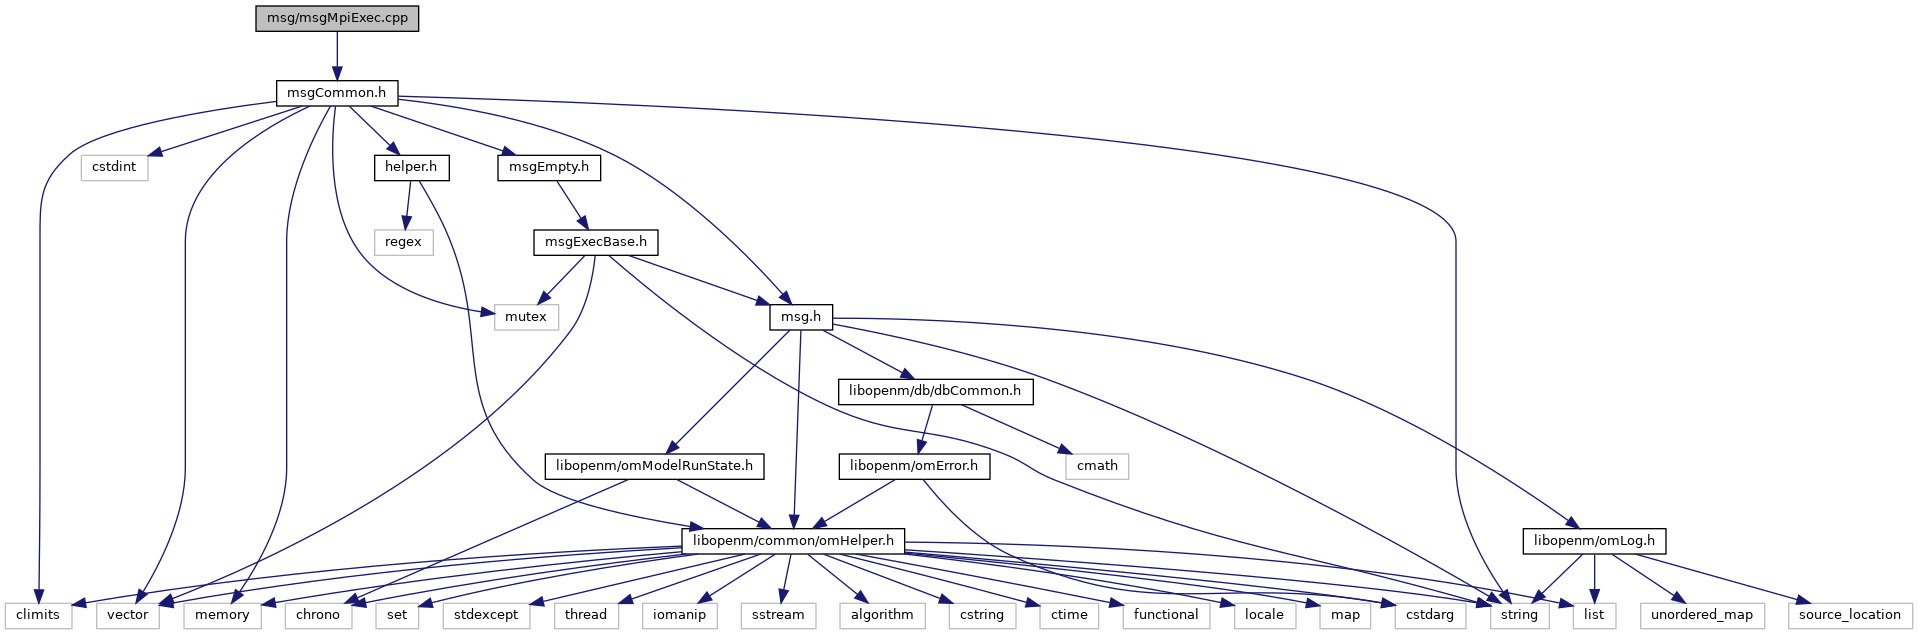 msg/msgMpiExec.cpp
msgCommon.h
cstdint
helper.h
msgEmpty.h
regex
msgExecBase.h
mutex
msg.h
libopenm/db/dbCommon.h
libopenm/omModelRunState.h
libopenm/omError.h
cmath
libopenm/common/omHelper.h
libopenm/omLog.h
climits
vector
memory
chrono
set
stdexcept
thread
iomanip
sstream
algorithm
cstring
ctime
functional
locale
map
cstdarg
string
list
unordered_map
source_location